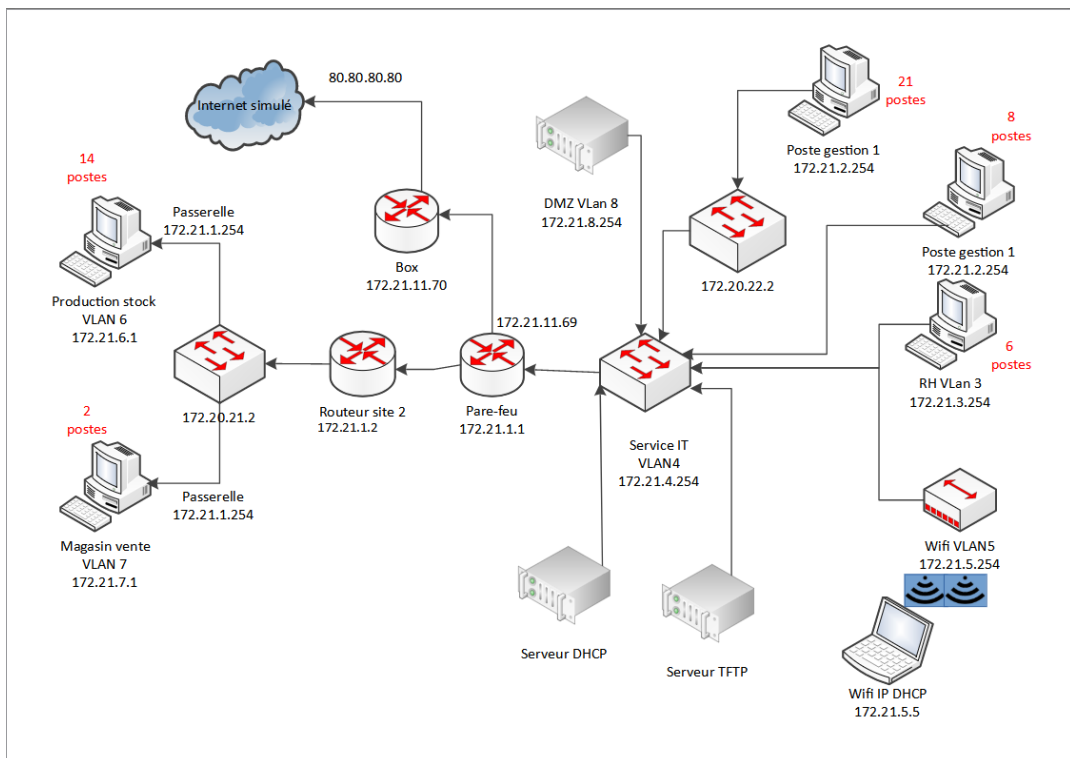 80.80.80.80
Internet simulé
21
postes
8
postes
14
postes
Poste gestion 1
172.21.2.254
Passerelle
172.21.1.254
DMZ VLan 8
172.21.8.254
Box
172.21.11.70
172.20.22.2
Poste gestion 1
172.21.2.254
Production stock
VLAN 6
172.21.6.1
172.21.11.69
6
postes
RH VLan 3
172.21.3.254
172.20.21.2
Routeur site 2
172.21.1.2
Pare-feu
172.21.1.1
2
postes
Service IT
VLAN4
172.21.4.254
Passerelle
172.21.1.254
Magasin vente
VLAN 7
172.21.7.1
Wifi VLAN5
172.21.5.254
Serveur DHCP
Serveur TFTP
Wifi IP DHCP
172.21.5.5